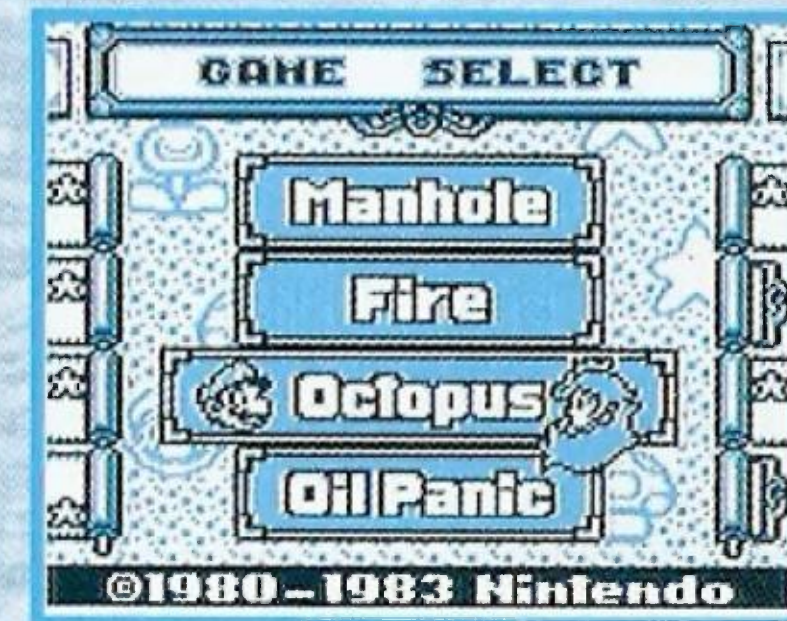 GAME SELECT
Manhole
Fire
Octopus
Oil Panic
©1980-1983 Nintendo